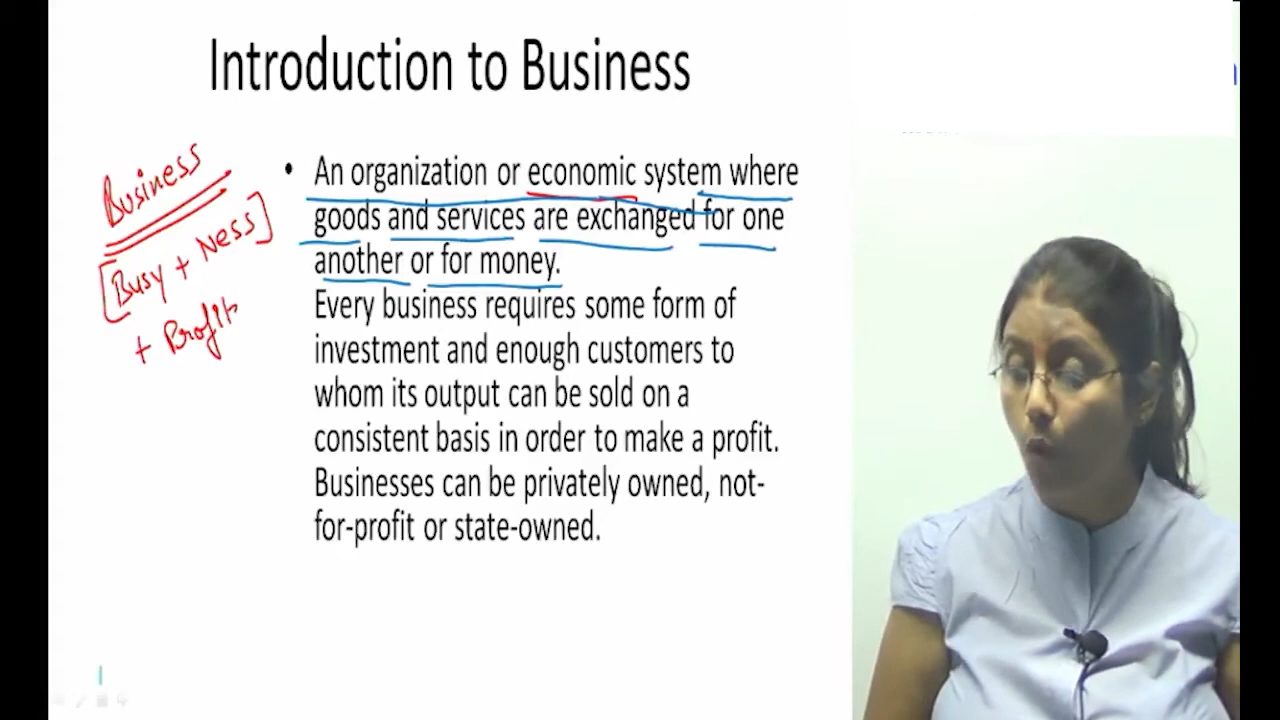 Introduction to Business
Business
[Busy + Ness]
+ Profit
• An organization or economic system where
goods and services are exchanged for one
another or for money.
Every business requires some form of
investment and enough customers to
whom its output can be sold on a
consistent basis in order to make a profit.
Businesses can be privately owned, not-
for-profit or state-owned.